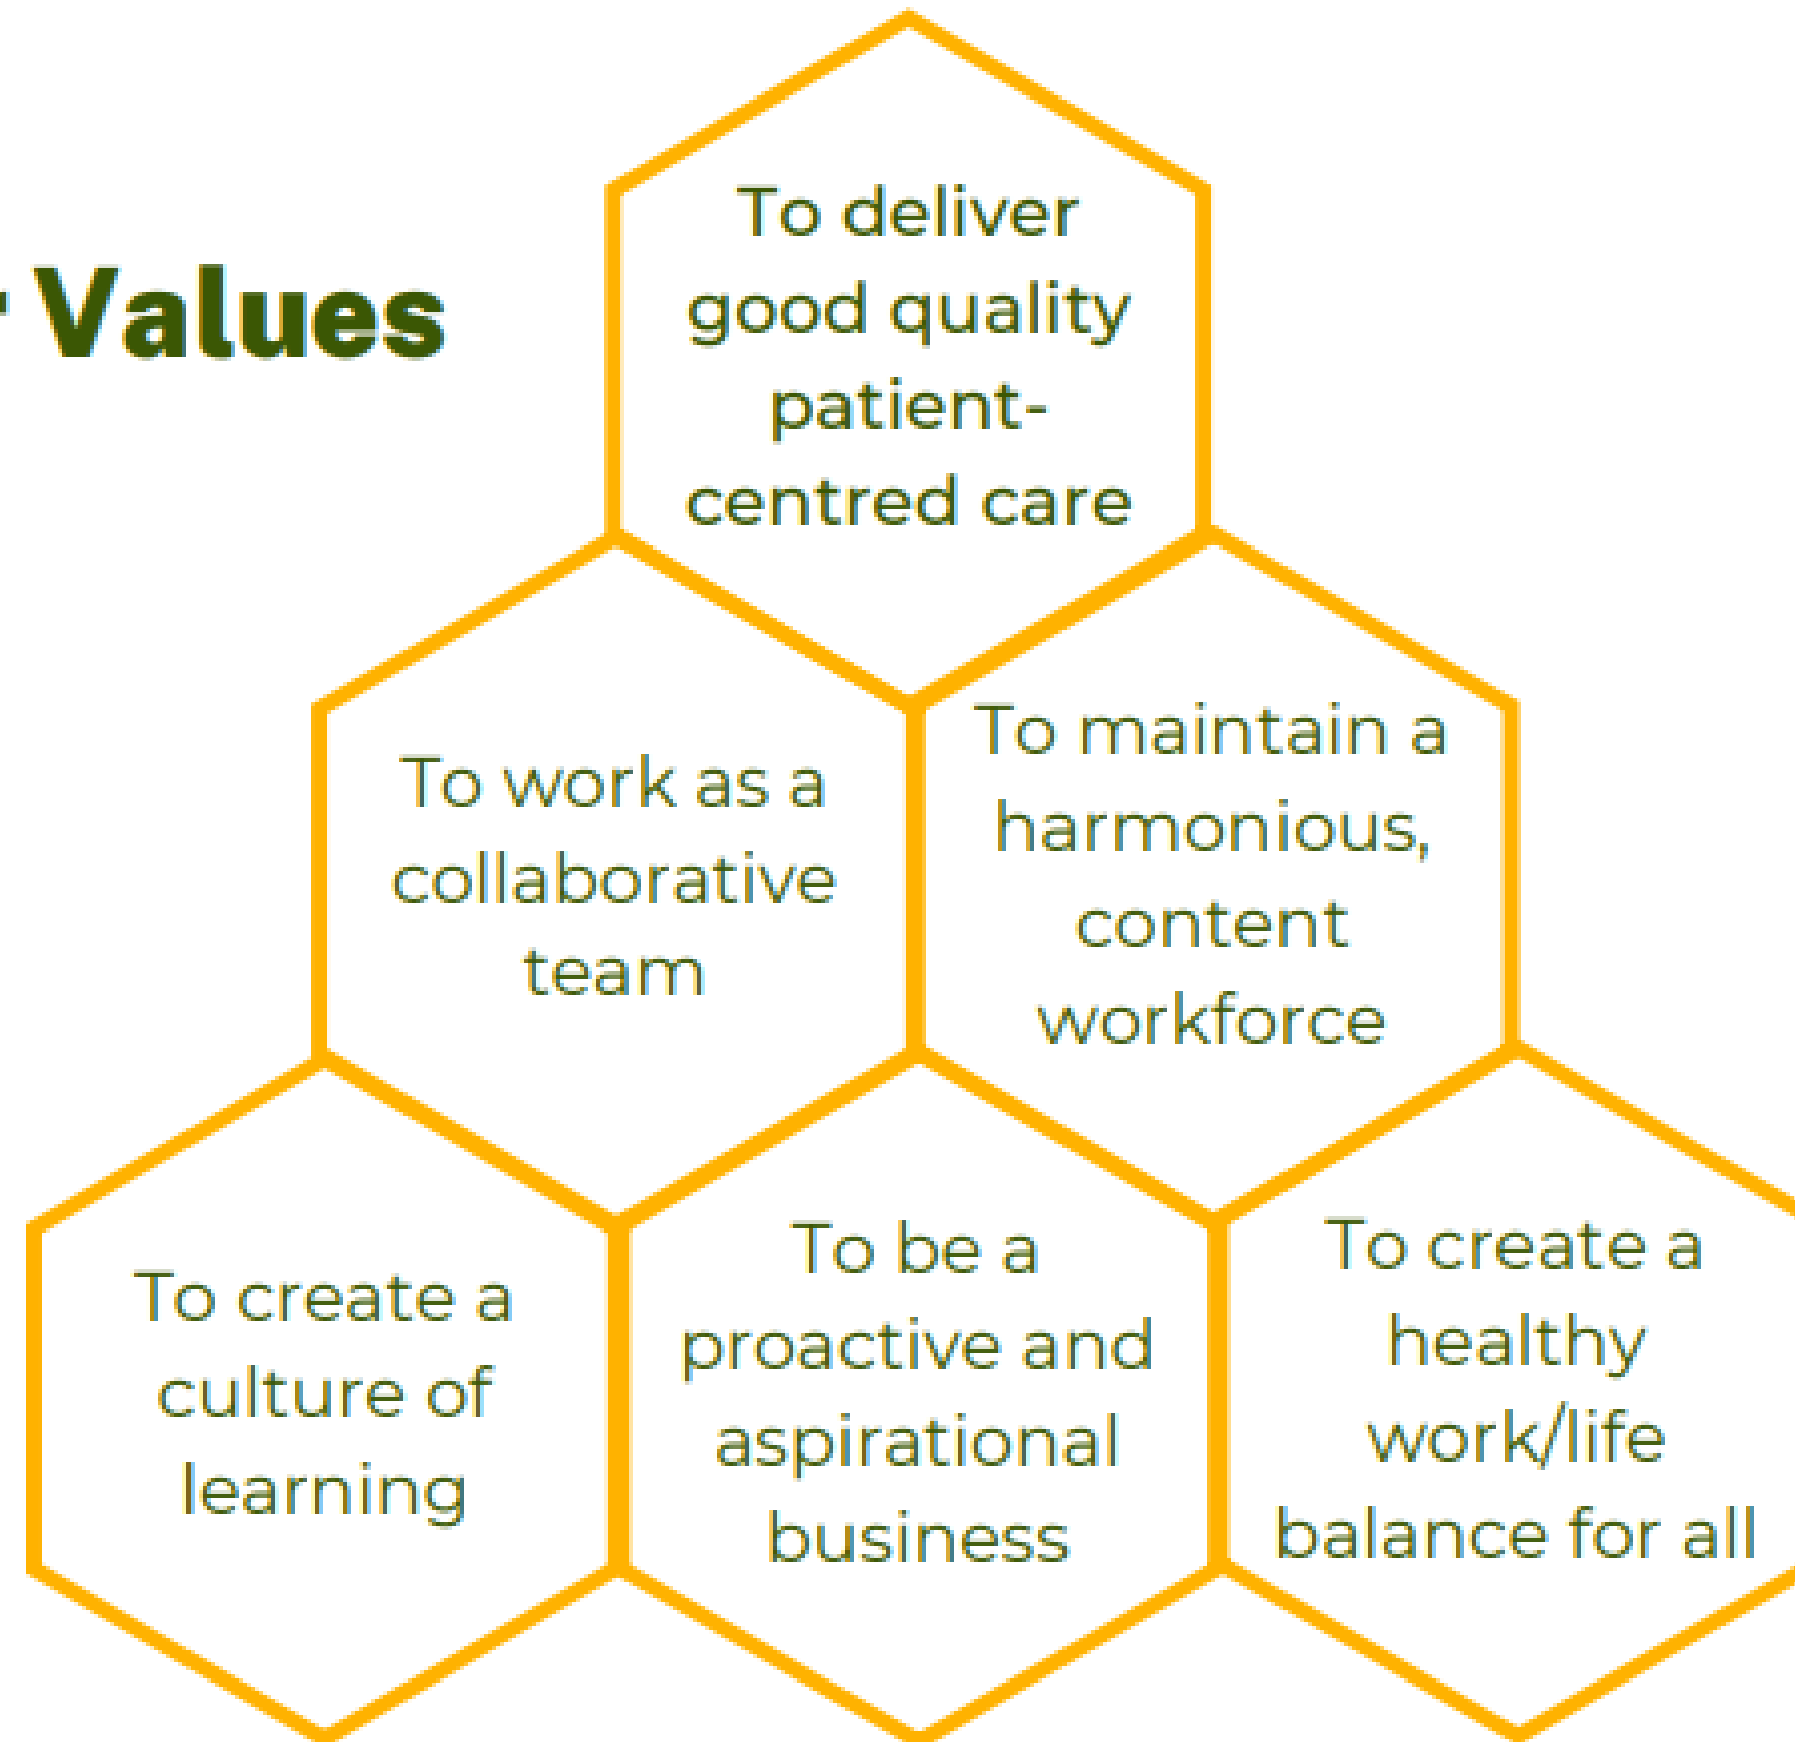 Values
To deliver
good quality
patient-
centred care
To work as a
collaborative
team
To maintain a
harmonious,
content
workforce
To create a
culture of
learning
To be a
proactive and
aspirational
business
To create a
healthy
work/life
balance for all